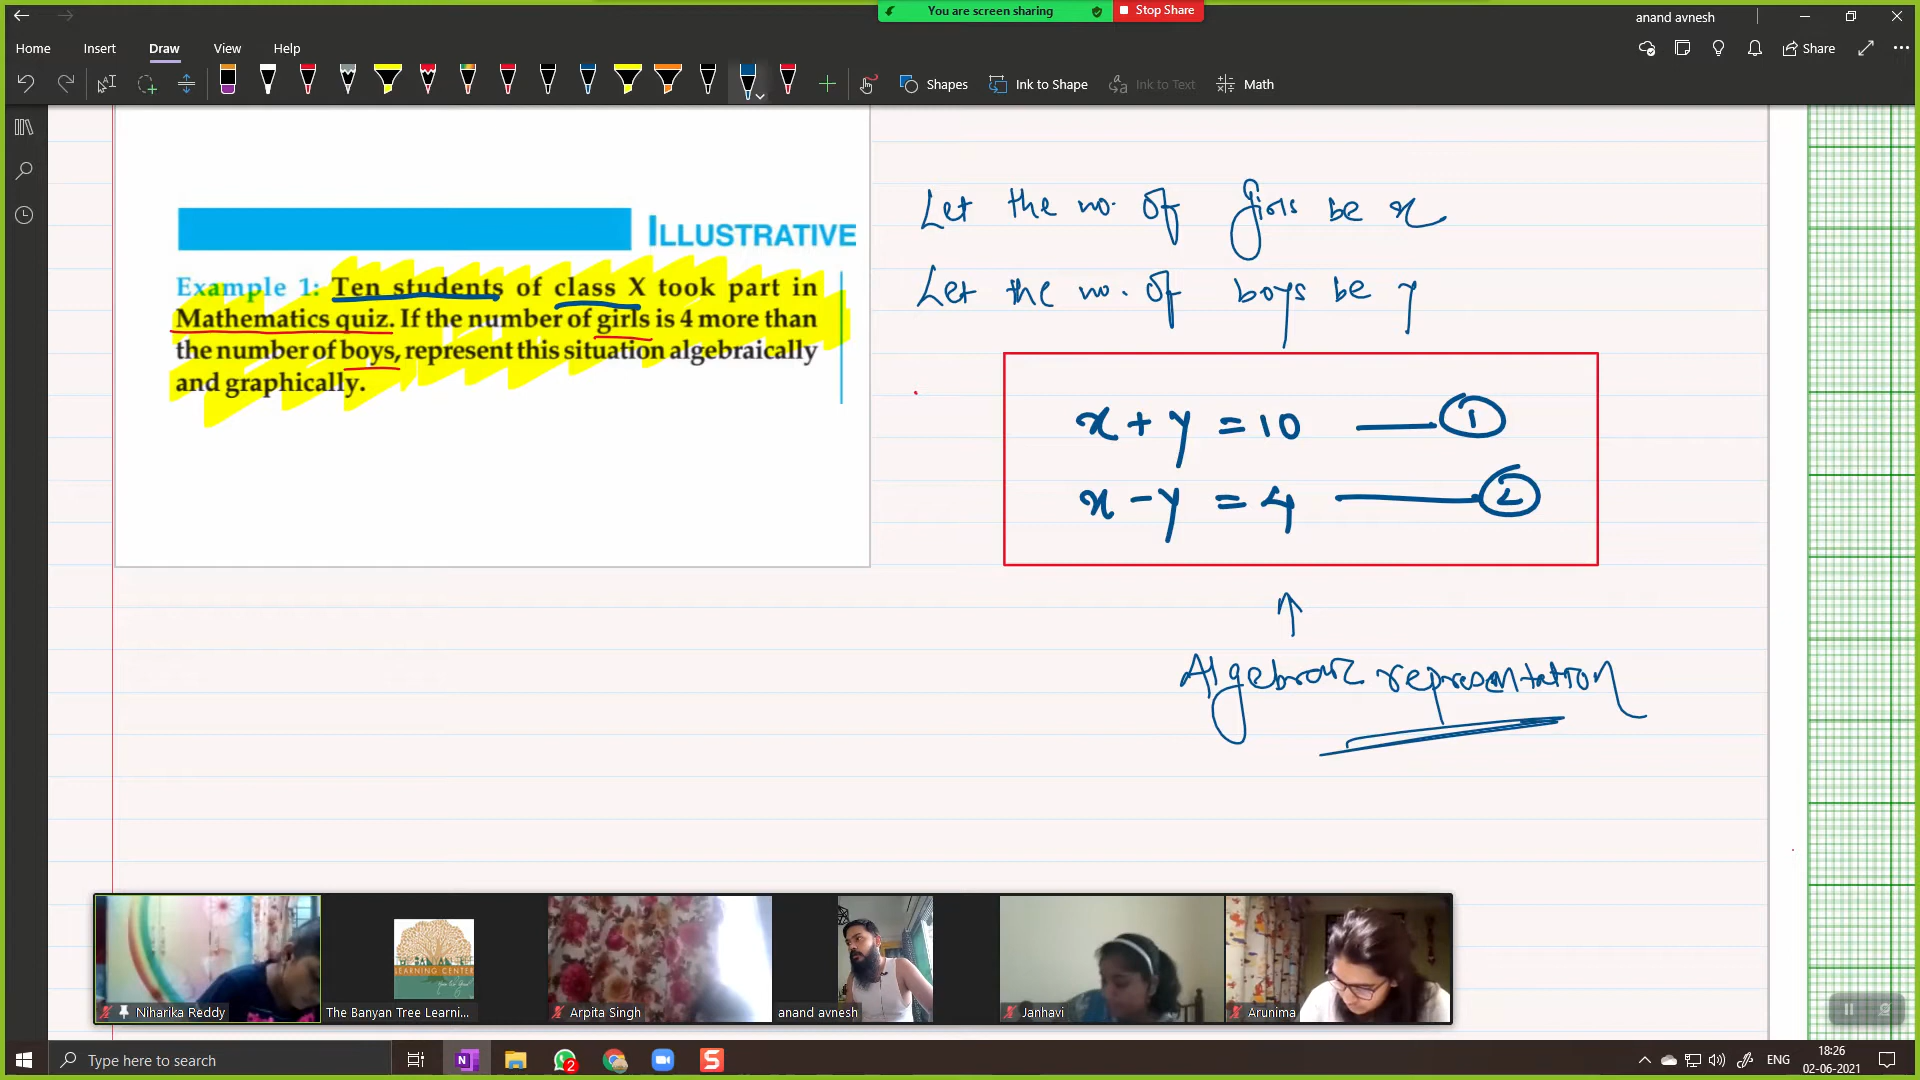 You are screen sharing
Stop Share
anand avnesh
Home Insert Draw View Help
Share
Shapes Ink to Shape Ink to Text Math
ILLUSTRATIVE
Example 1: Ten students of class X took part in
Mathematics quiz. If the number of girls is 4 more than
the number of boys, represent this situation algebraically
and graphically.
Let the no. of girls be x
Let the no. of boys be y
x + y = 10 — 1
x - y = 4 — 2
↑
Algebraic representation
LEARNING CENTER
Niharika Reddy
The Banyan Tree Learni...
Arpita Singh
anand avnesh
Janhavi
Arunima
Type here to search
N
2
S
ENG
18:26
02-06-2021